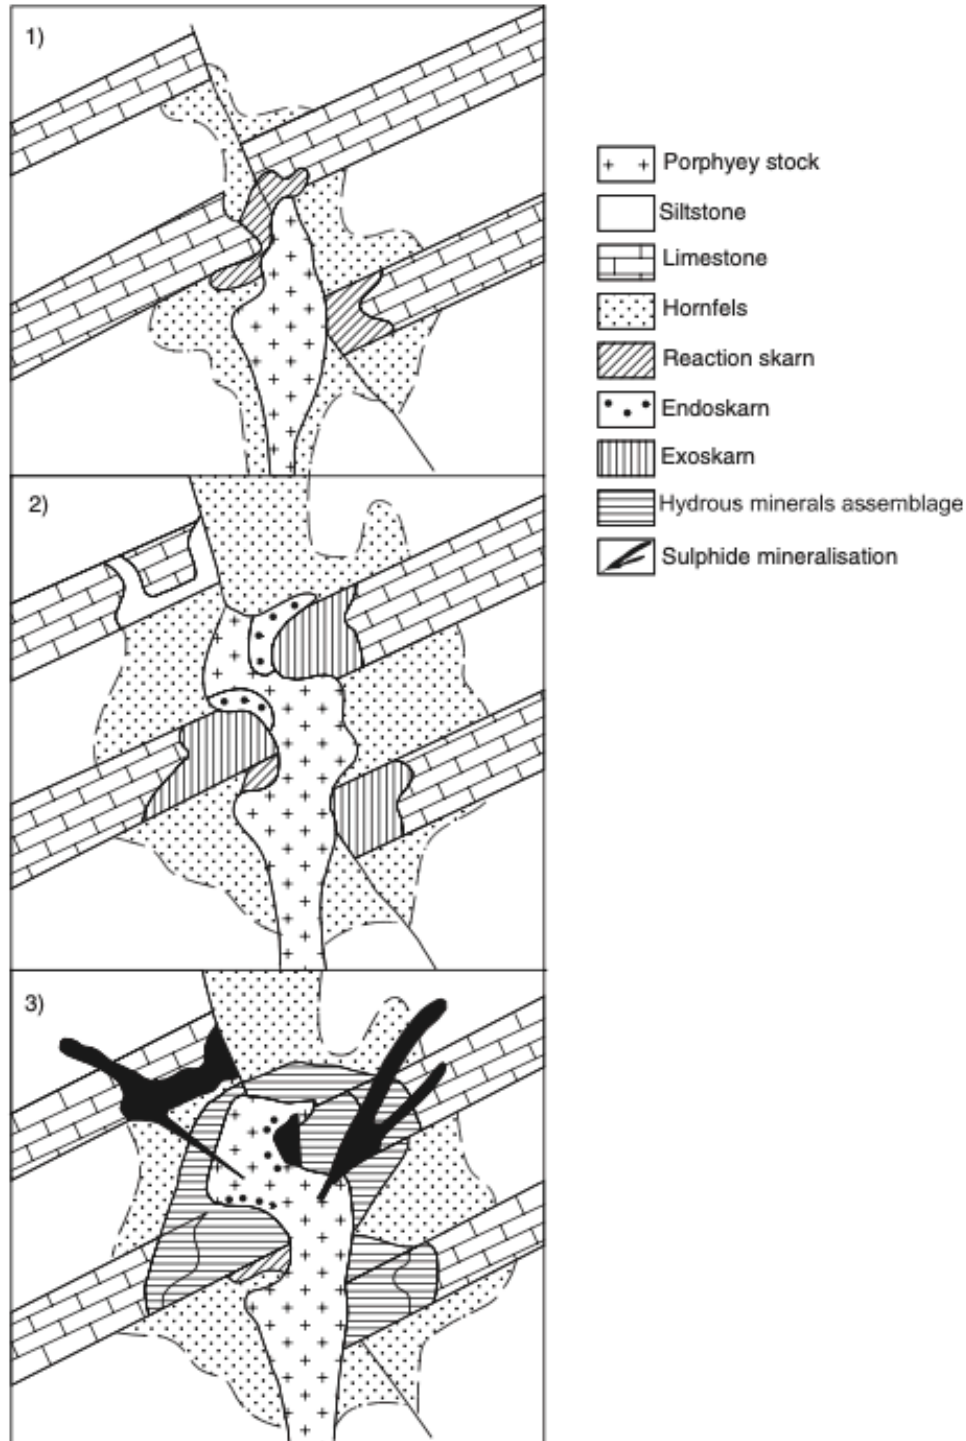 1)
Porphyey stock
Siltstone
Limestone
Hornfels
Reaction skarn
Endoskarn
Exoskarn
Hydrous minerals assemblage
Sulphide mineralisation
2)
3)